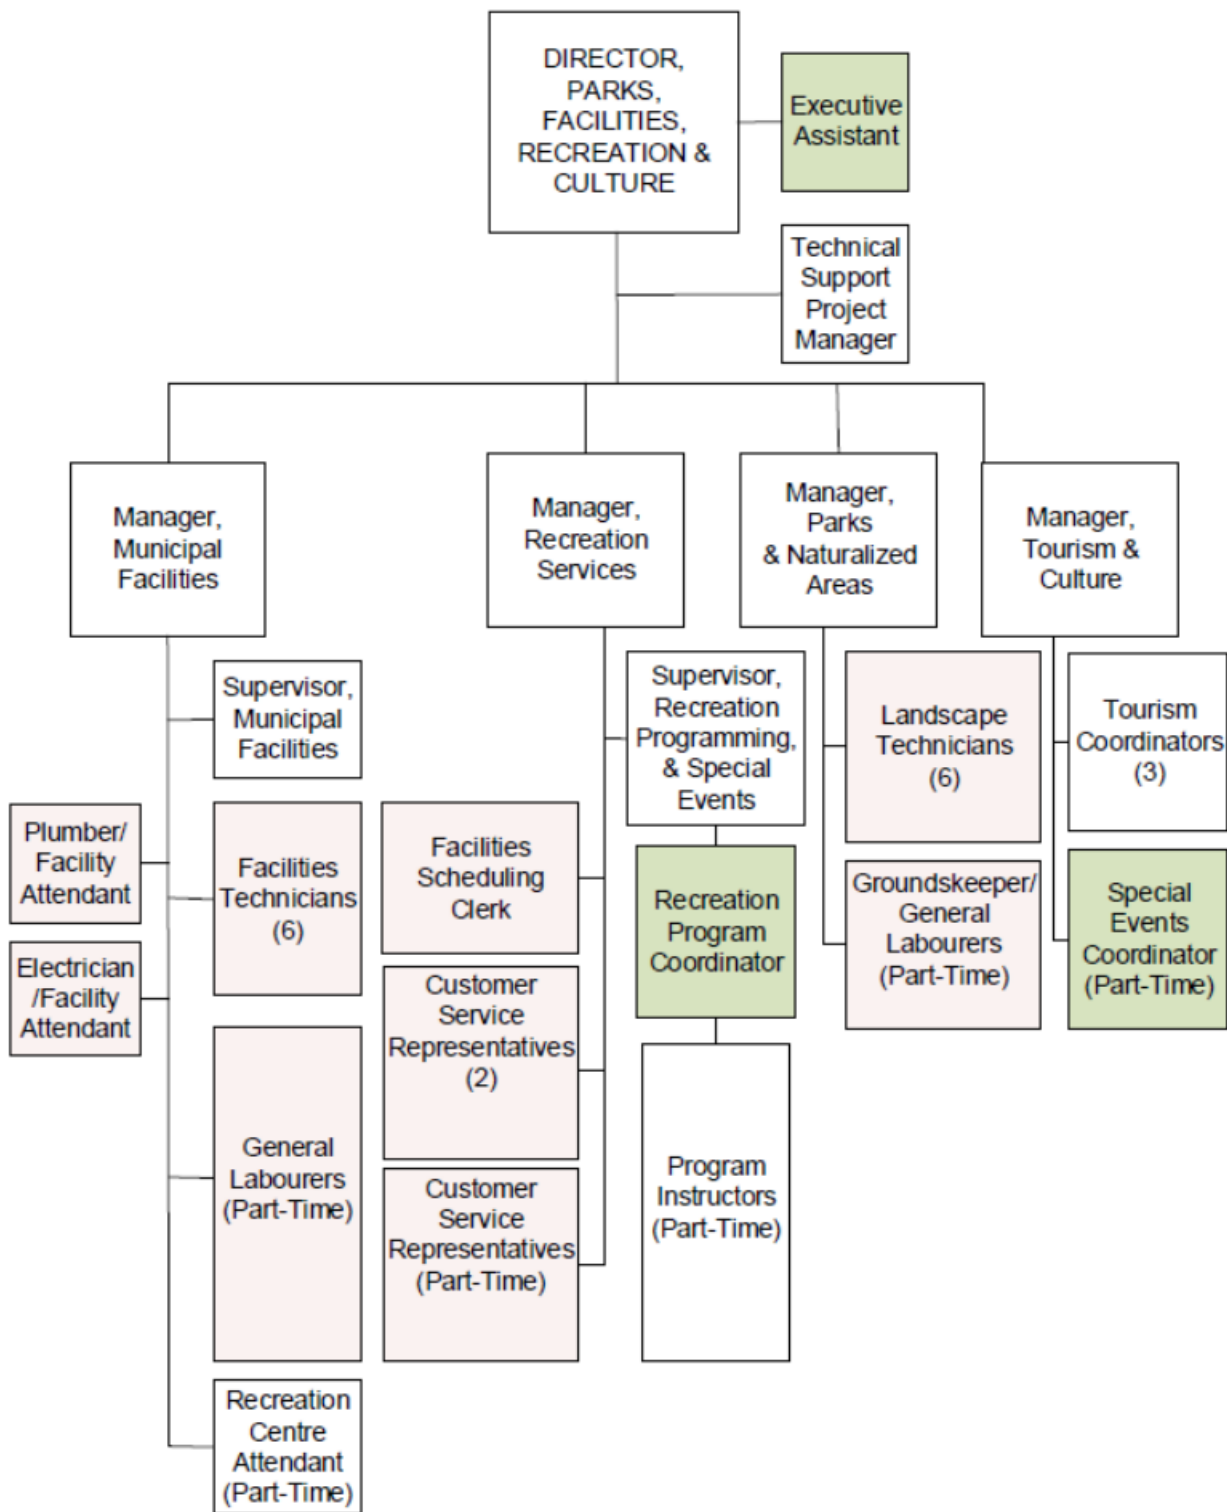 DIRECTOR,
PARKS,
FACILITIES,
RECREATION &
CULTURE
Executive
Assistant
Technical
Support
Project
Manager
Manager,
Municipal
Facilities
Manager,
Recreation
Services
Manager,
Parks
& Naturalized
Areas
Manager,
Tourism &
Culture
Supervisor,
Municipal
Facilities
Plumber/
Facility
Attendant
Facilities
Technicians
(6)
Electrician
/Facility
Attendant
General
Labourers
(Part-Time)
Recreation
Centre
Attendant
(Part-Time)
Supervisor,
Recreation
Programming,
& Special
Events
Facilities
Scheduling
Clerk
Recreation
Program
Coordinator
Customer
Service
Representatives
(2)
Customer
Service
Representatives
(Part-Time)
Program
Instructors
(Part-Time)
Landscape
Technicians
(6)
Groundskeeper/
General
Labourers
(Part-Time)
Tourism
Coordinators
(3)
Special
Events
Coordinator
(Part-Time)